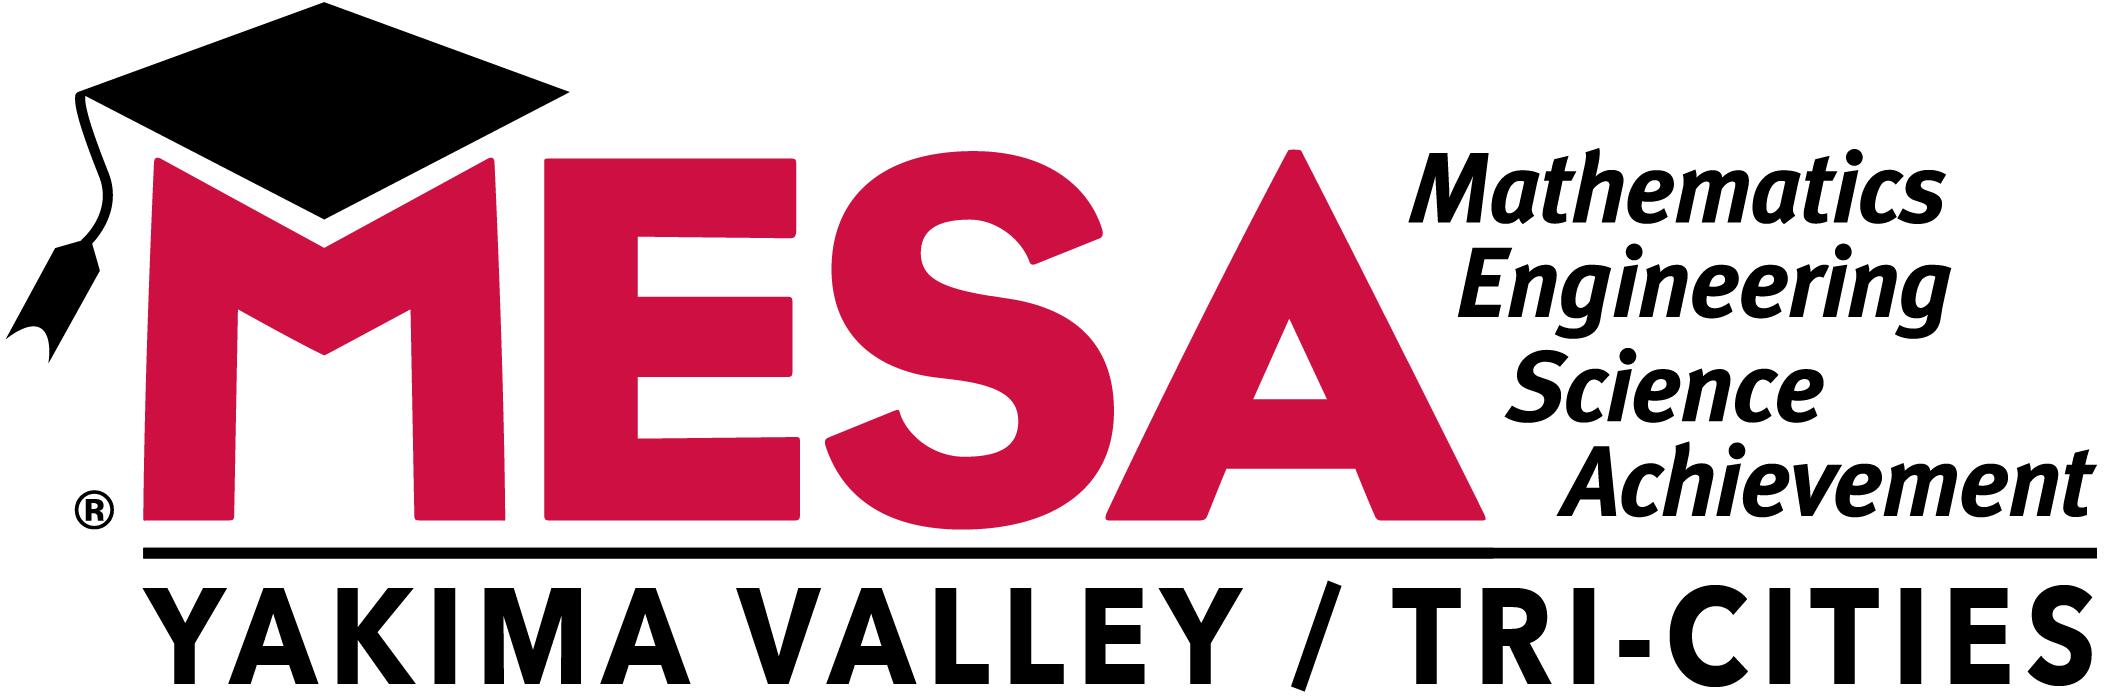 MESA
Mathematics
Engineering
Science
Achievement
®
YAKIMA VALLEY / TRI-CITIES